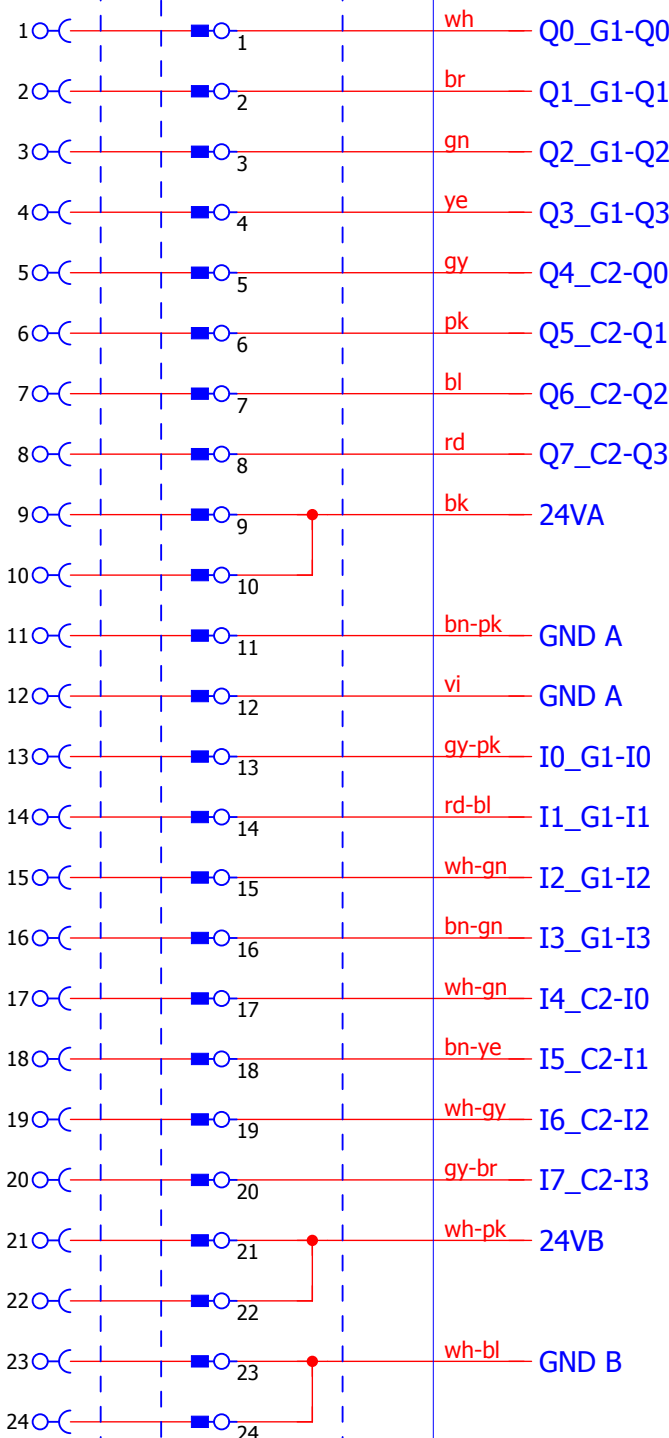 1 1 wh Q0_G1-Q0
2 2 br Q1_G1-Q1
3 3 gn Q2_G1-Q2
4 4 ye Q3_G1-Q3
5 5 gy Q4_C2-Q0
6 6 pk Q5_C2-Q1
7 7 bl Q6_C2-Q2
8 8 rd Q7_C2-Q3
9 9 bk 24VA
10 10
11 11 bn-pk GND A
12 12 vi GND A
13 13 gy-pk I0_G1-I0
14 14 rd-bl I1_G1-I1
15 15 wh-gn I2_G1-I2
16 16 bn-gn I3_G1-I3
17 17 wh-gn I4_C2-I0
18 18 bn-ye I5_C2-I1
19 19 wh-gy I6_C2-I2
20 20 gy-br I7_C2-I3
21 21 wh-pk 24VB
22 22
23 23 wh-bl GND B
24 24